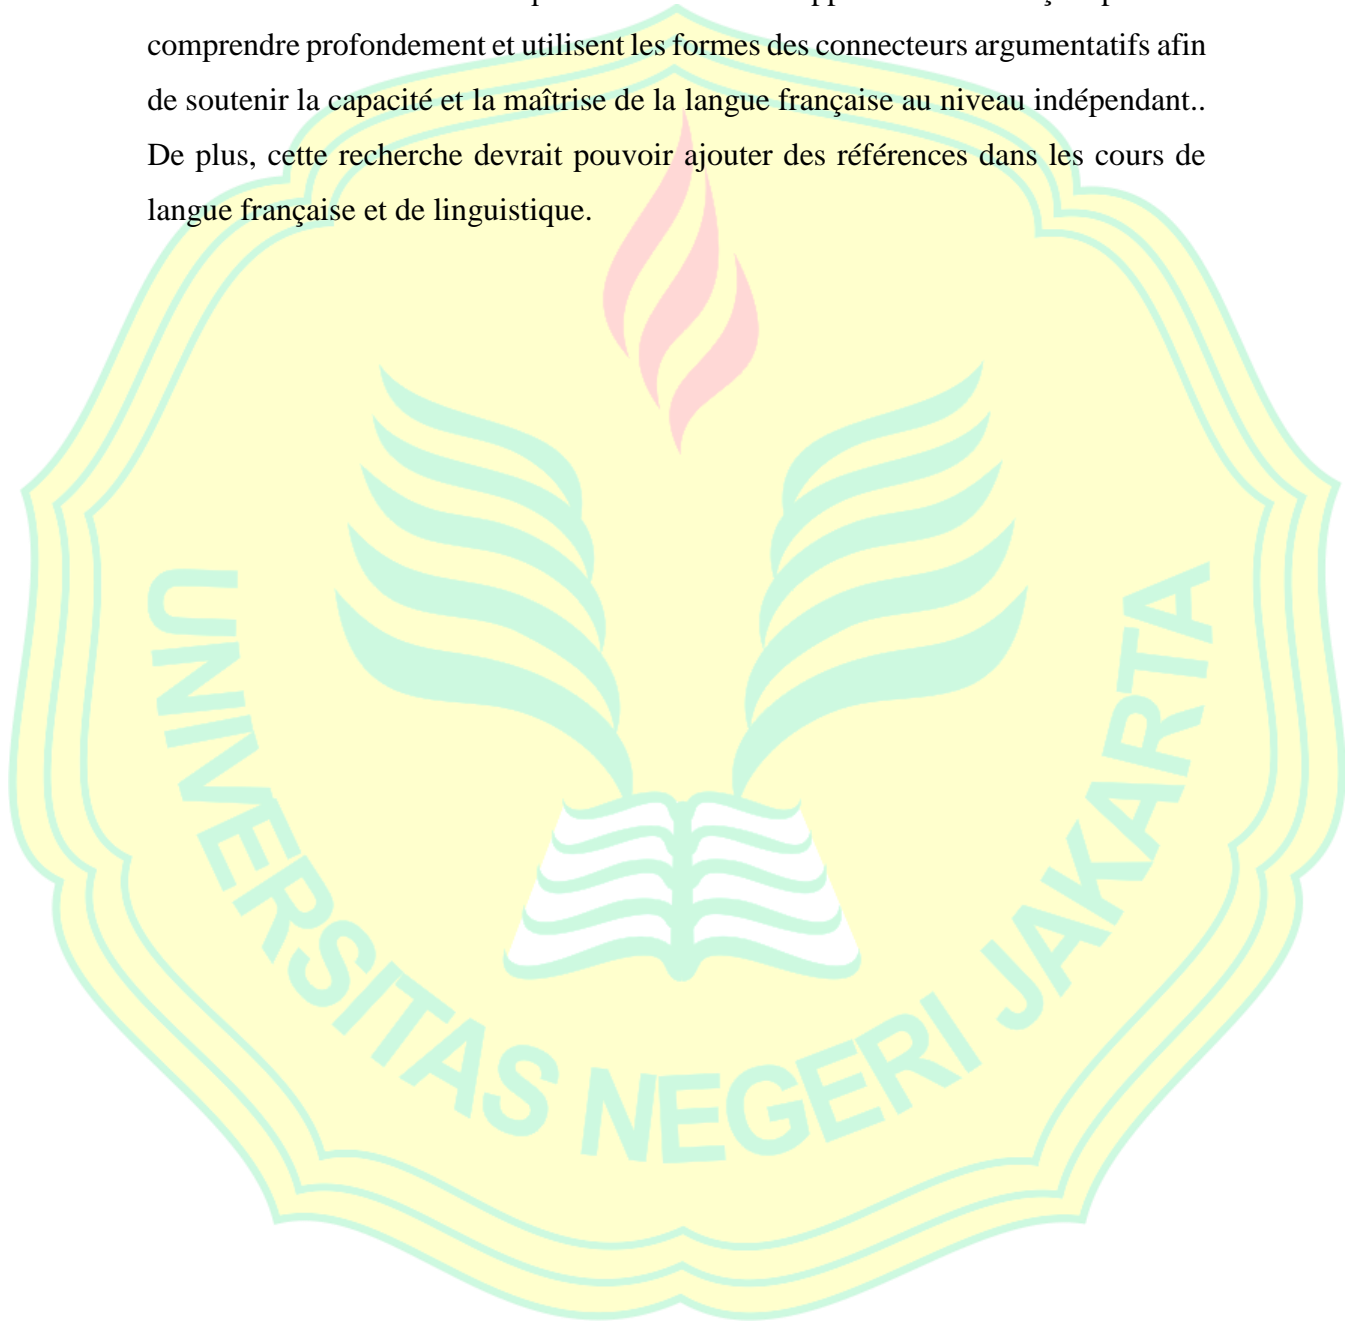 comprendre profondement et utilisent les formes des connecteurs argumentatifs afin
de soutenir la capacité et la maîtrise de la langue française au niveau indépendant..
De plus, cette recherche devrait pouvoir ajouter des références dans les cours de
langue française et de linguistique.
UNIVERSITAS NEGERI JAKARTA